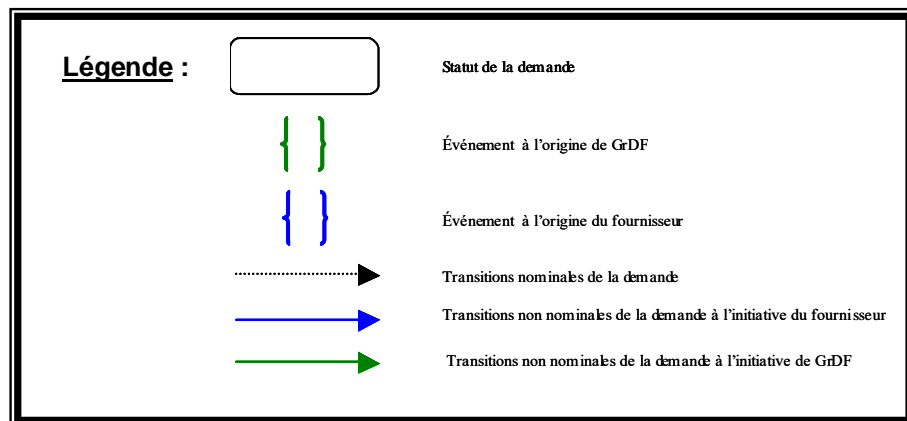 Légende :
Statut de la demande
Événement à l'origine de GrDF
Événement à l'origine du fournisseur
Transitions nominales de la demande
Transitions non nominales de la demande à l'initiative du fournisseur
Transitions non nominales de la demande à l'initiative de GrDF